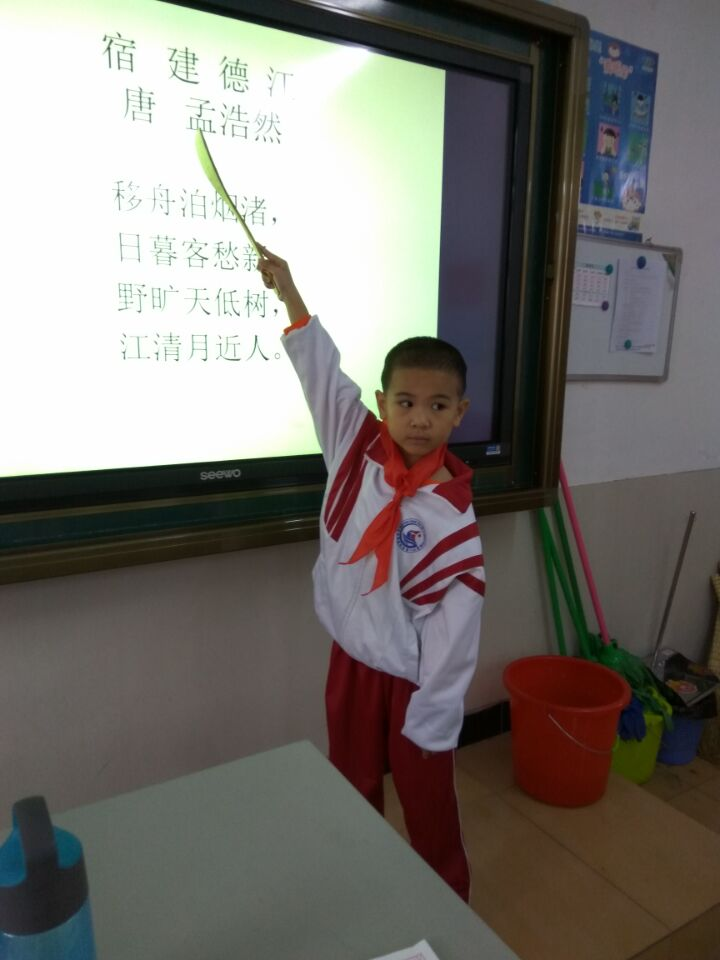 宿建德江
唐 孟浩然
移舟泊烟渚，
日暮客愁新
野旷天低树，
江清月近人。
seewo